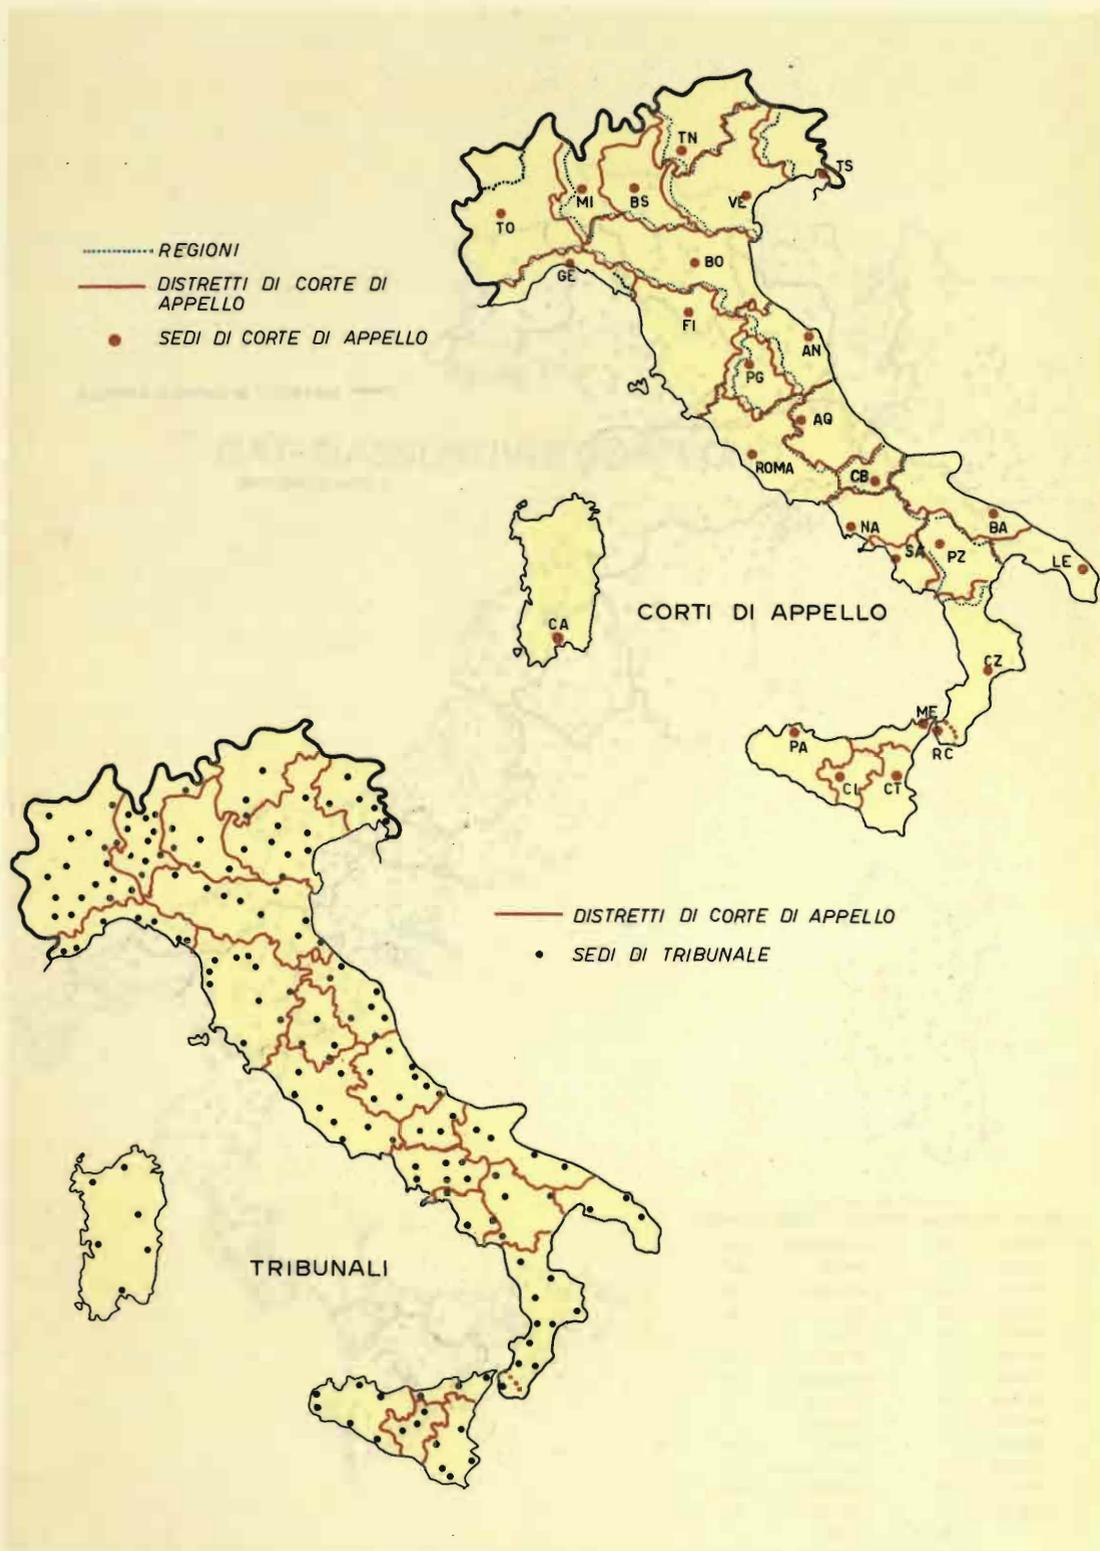 TN
TS
MI
BS
VE
TO
REGIONI
BO
GE
DISTRETTI DI CORTE DI
APPELLO
FI
SEDI DI CORTE DI APPELLO
AN
PG
AQ
ROMA
CB
NA
BA
SA
PZ
LE
CORTI DI APPELLO
CA
CZ
ME
PA
RC
CL
CT
DISTRETTI DI CORTE DI APPELLO
SEDI DI TRIBUNALE
TRIBUNALI